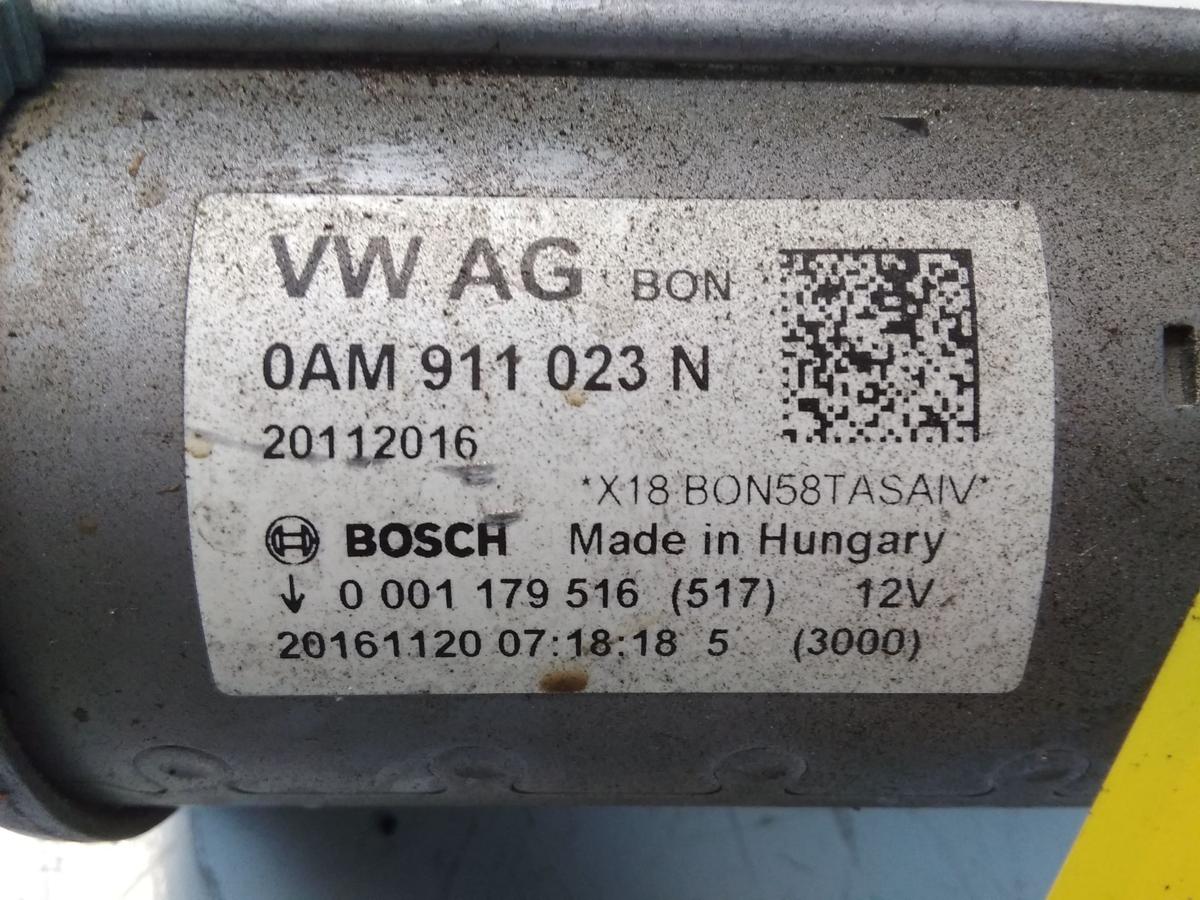 VW AG BON
0AM 911 023 N
20112016
*X18 BON58TASAIV*
BOSCH Made in Hungary
↓ 0 001 179 516 (517) 12V
20161120 07:18:18 5 (3000)